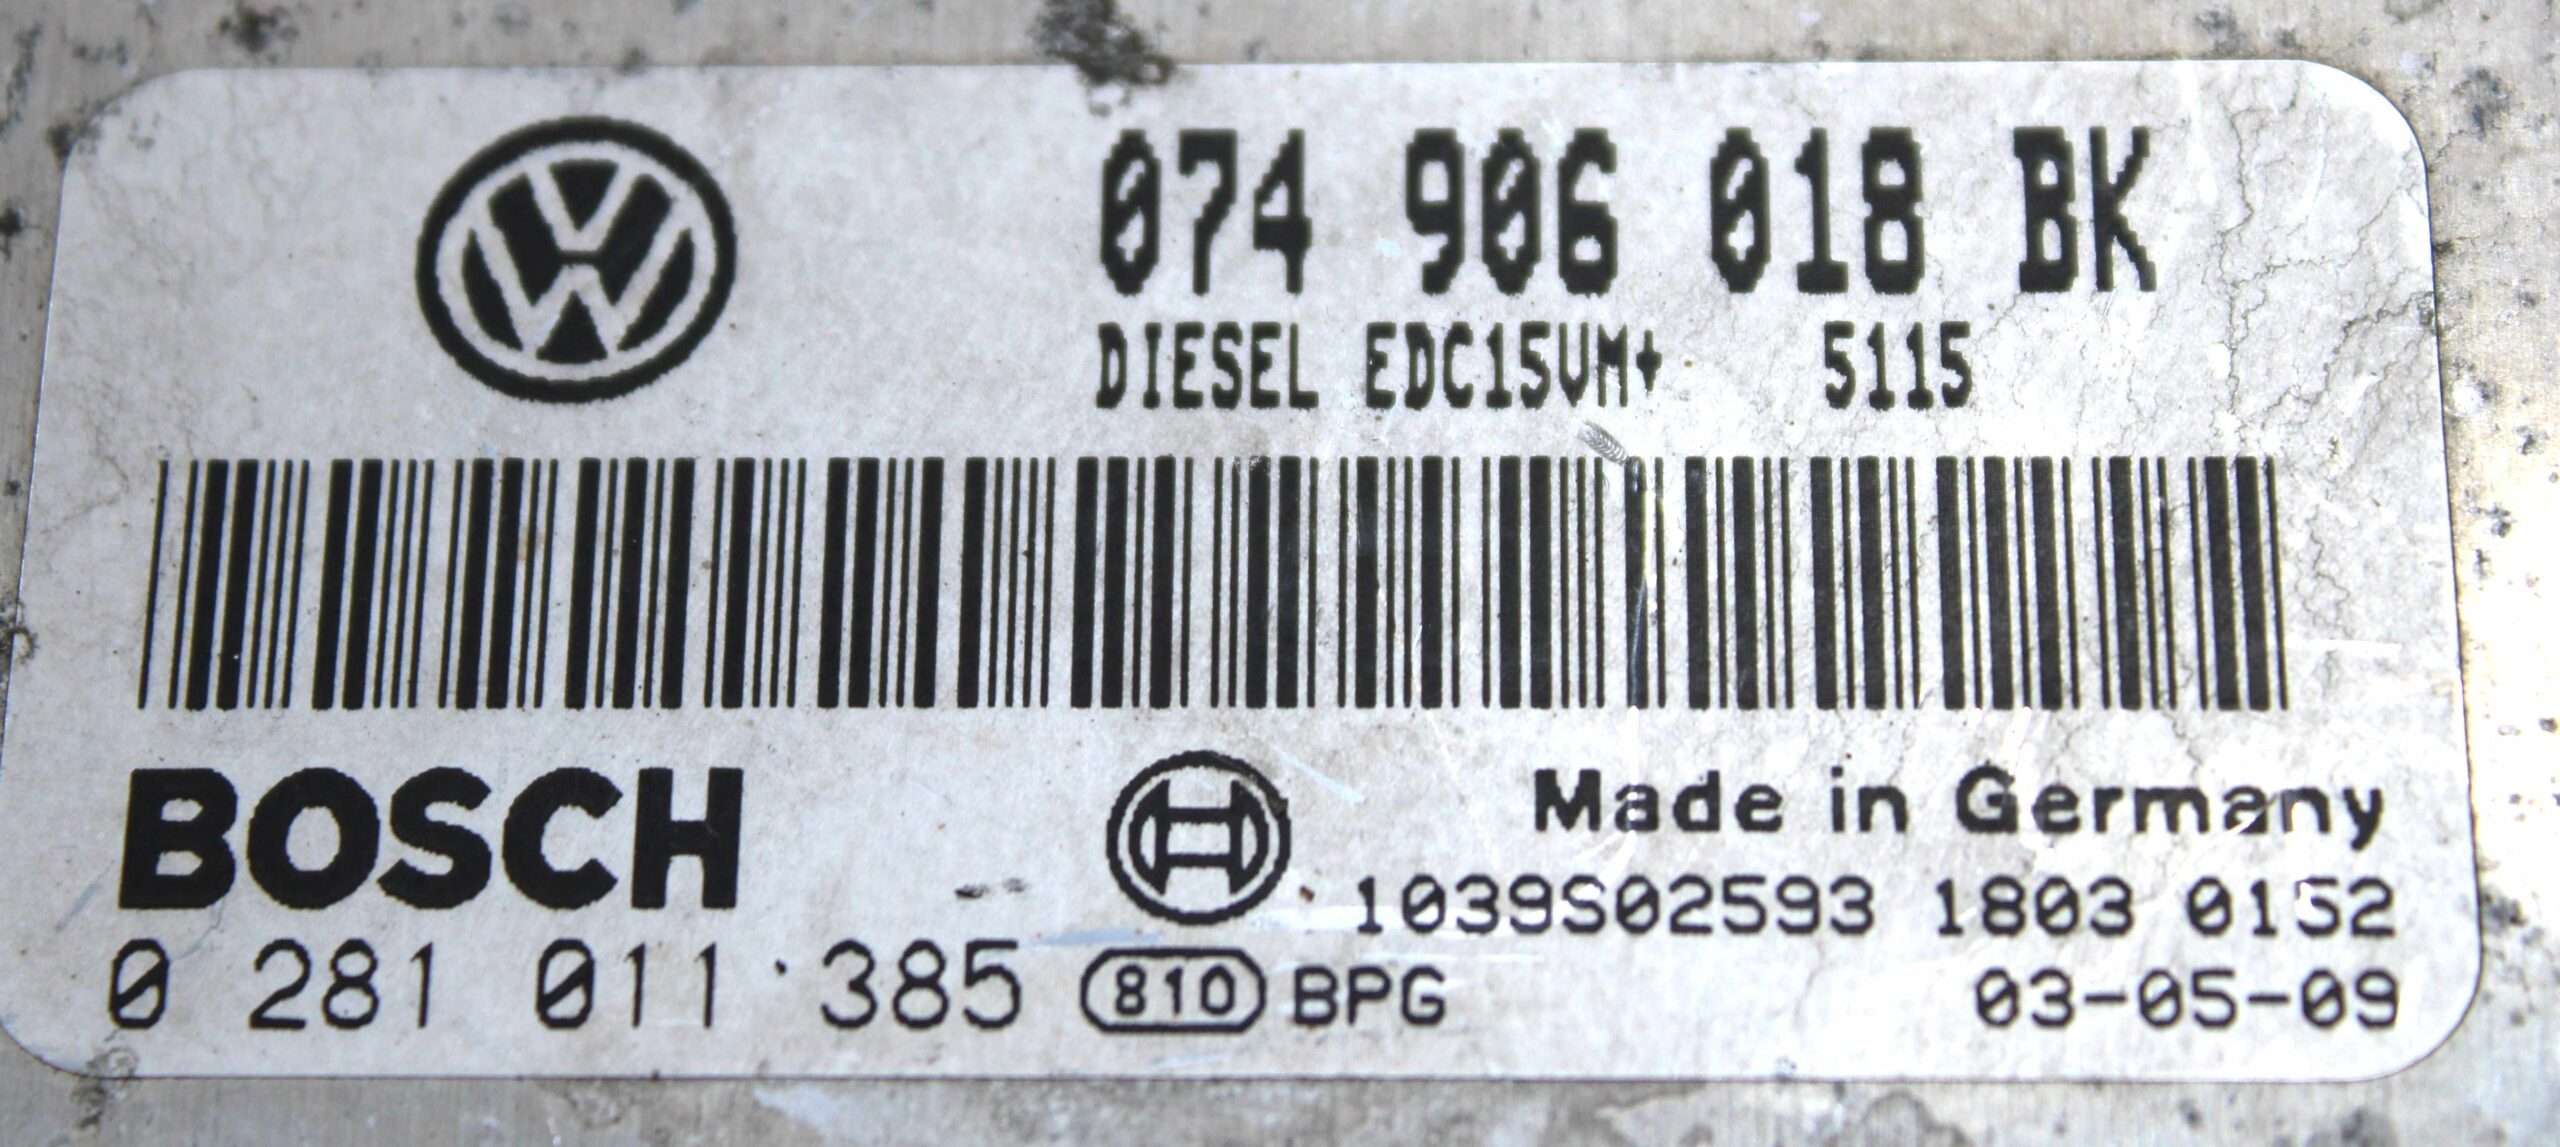 074 906 018 BK
DIESEL EDC15VM+ 5115
BOSCH
Made in Germany
1039S02593 1803 0152
0 281 011 385 810 BPG
03-05-09